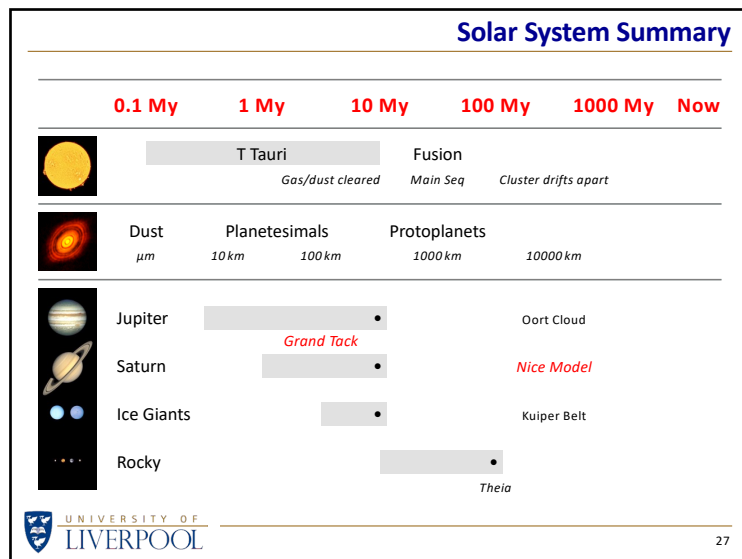 Solar System Summary
0.1 My 1 My 10 My 100 My 1000 My Now
T Tauri Fusion
Gas/dust cleared Main Seq Cluster drifts apart
Dust Planetesimals Protoplanets
μm 10 km 100 km 1000 km 10000 km
Jupiter Oort Cloud
Grand Tack
Saturn Nice Model
Ice Giants Kuiper Belt
Rocky
Theia
UNIVERSITY OF
LIVERPOOL
27